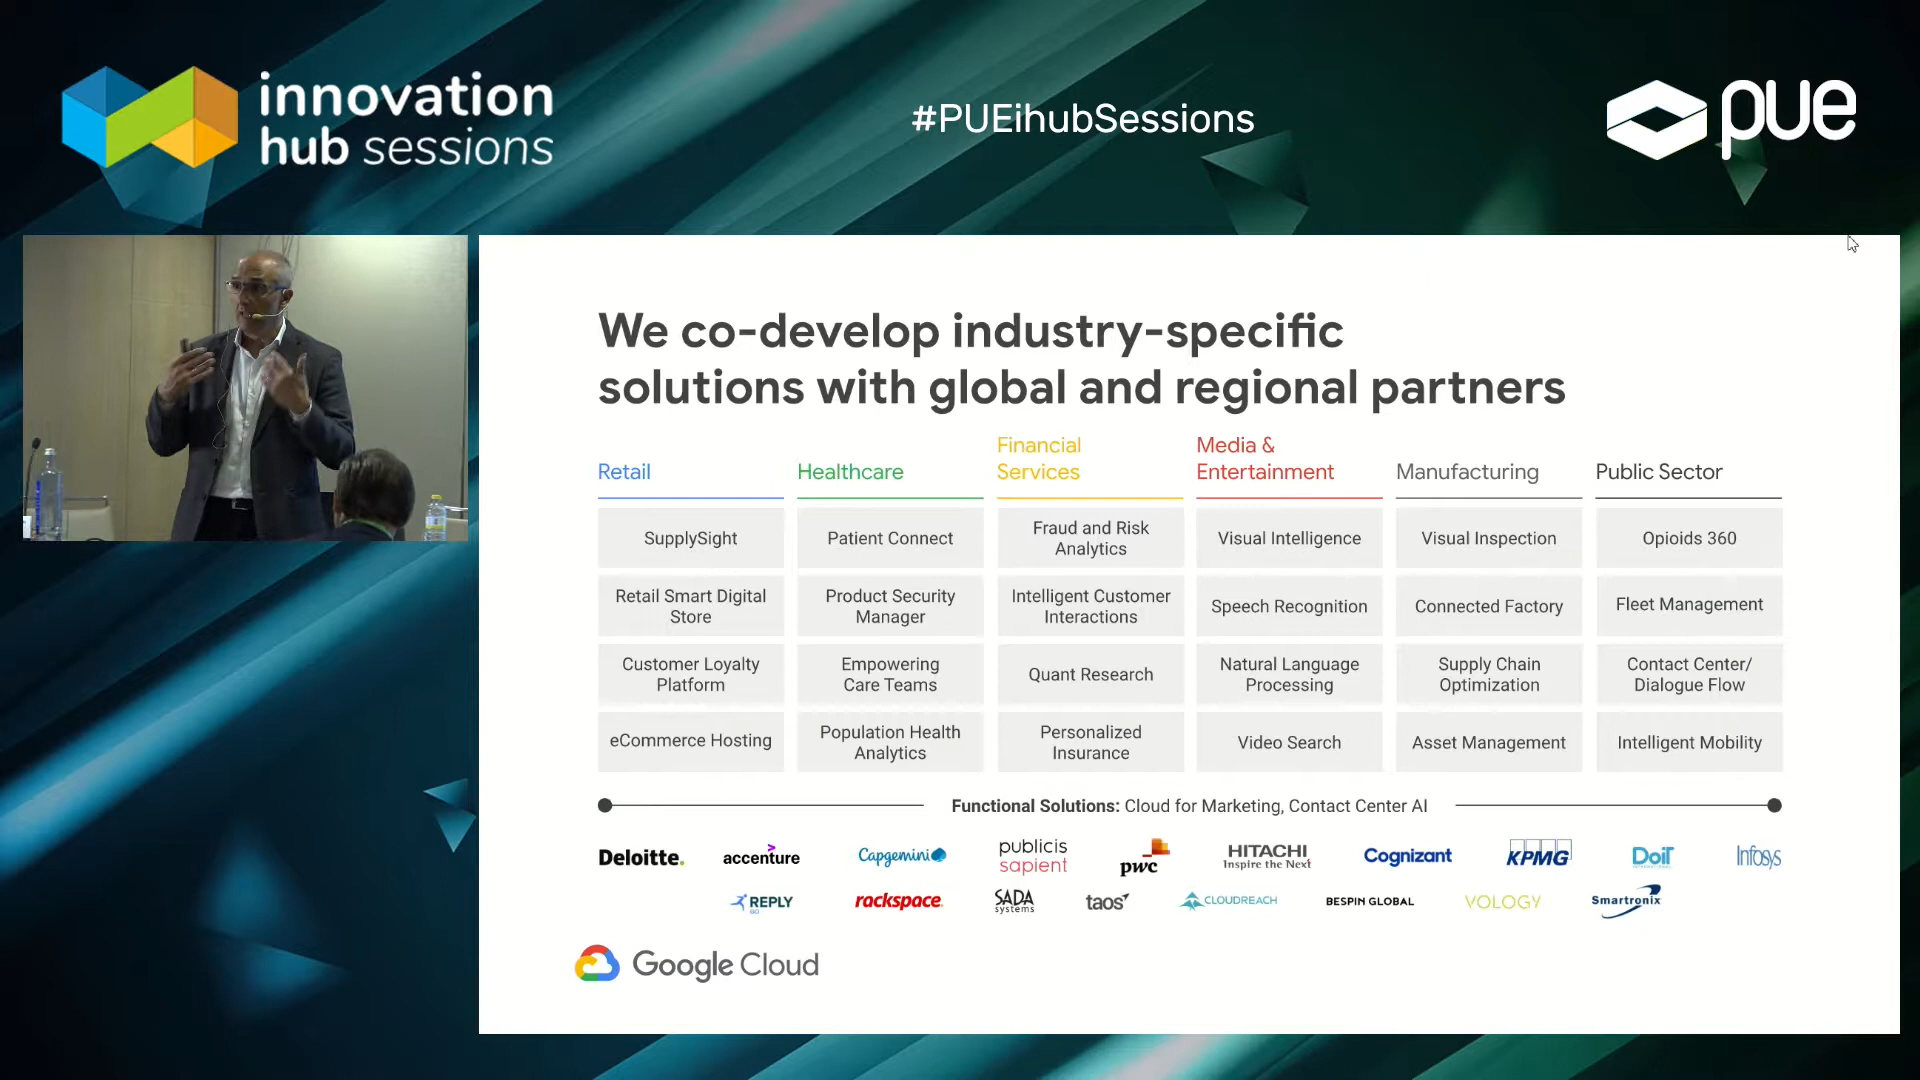 innovation
hub sessions
#PUEihubSessions
pue
We co-develop industry-specific
solutions with global and regional partners
Retail
Healthcare
Financial
Services
Media &
Entertainment
Manufacturing
Public Sector
SupplySight
Patient Connect
Fraud and Risk
Analytics
Visual Intelligence
Visual Inspection
Opioids 360
Retail Smart Digital
Store
Product Security
Manager
Intelligent Customer
Interactions
Speech Recognition
Connected Factory
Fleet Management
Customer Loyalty
Platform
Empowering
Care Teams
Quant Research
Natural Language
Processing
Supply Chain
Optimization
Contact Center/
Dialogue Flow
eCommerce Hosting
Population Health
Analytics
Personalized
Insurance
Video Search
Asset Management
Intelligent Mobility
Functional Solutions: Cloud for Marketing, Contact Center AI
Deloitte.
accenture
Capgemini
publicis
sapient
pwc
HITACHI
Inspire the Next
Cognizant
KPMG
DoiT
INTERNATIONAL
Infosys
REPLY
GO
rackspace
SADA
systems
taos
CLOUDREACH
BESPIN GLOBAL
VOLOGY
Smartronix
Google Cloud